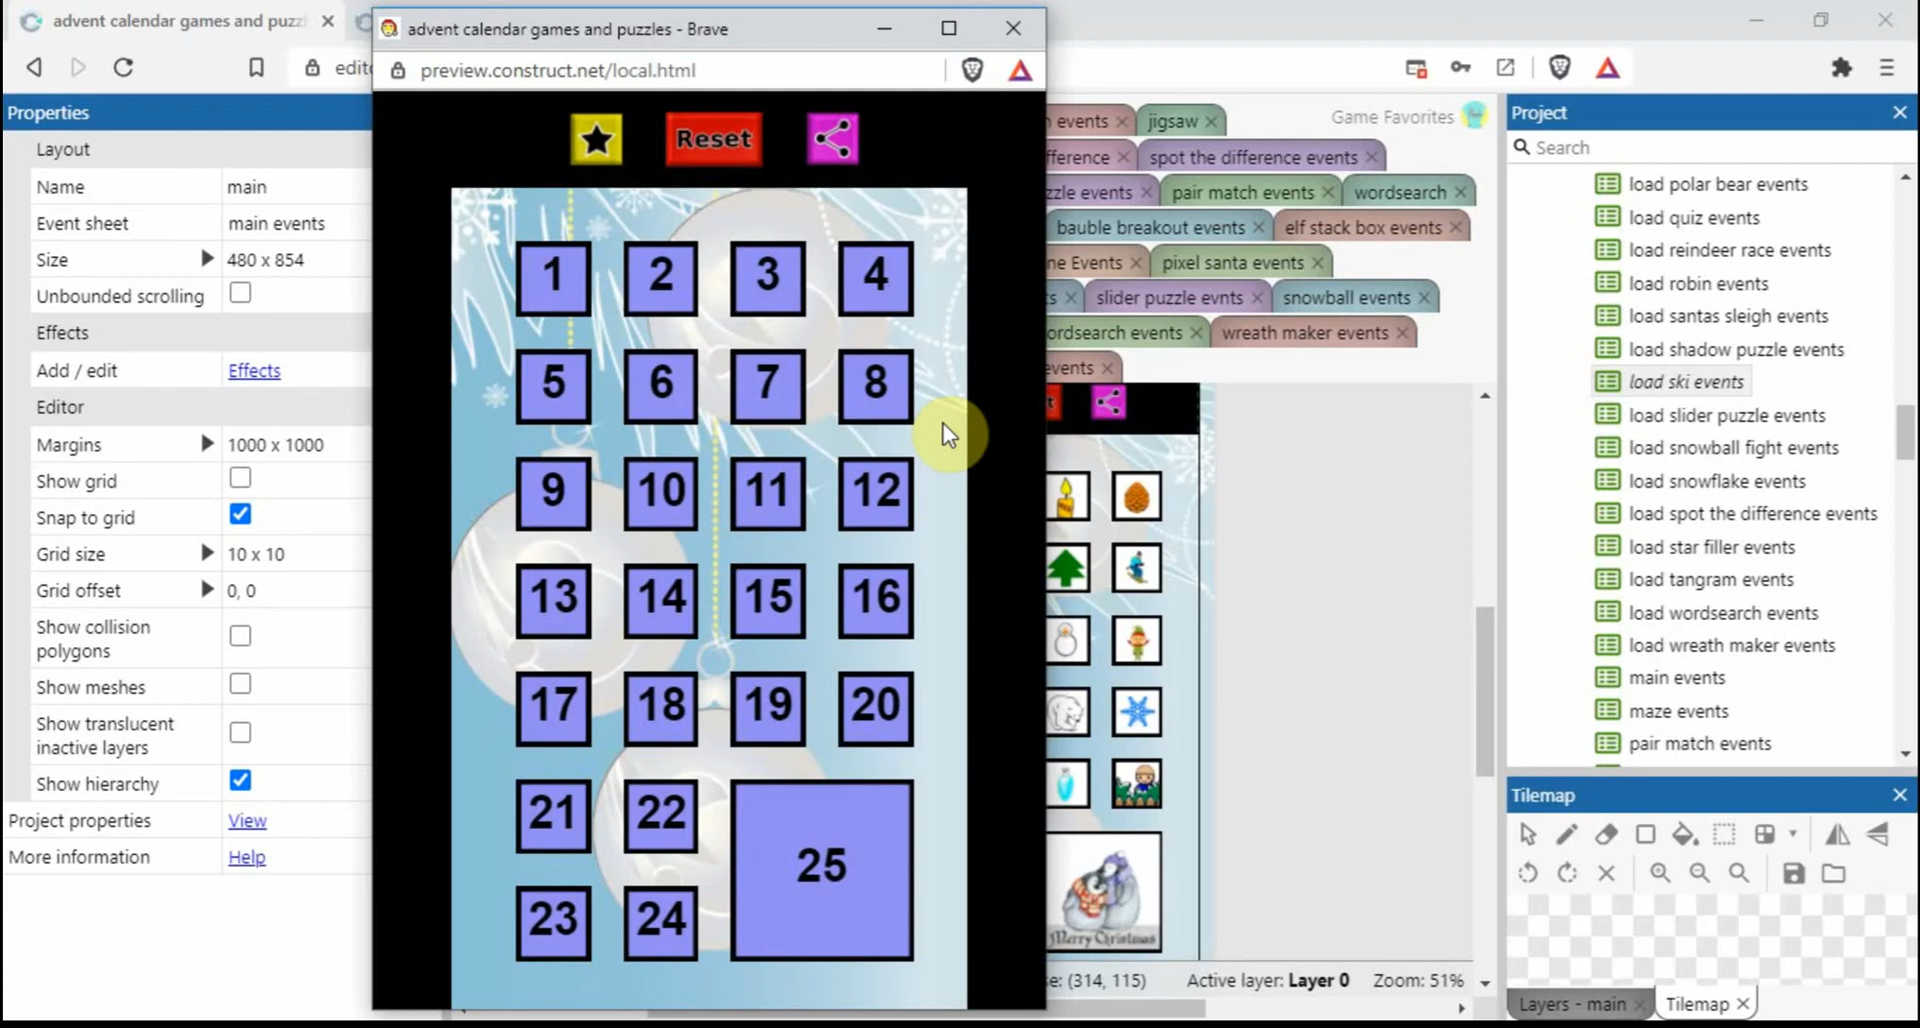 advent calendar games and puzz
advent calendar games and puzzles - Brave
edito
preview.construct.net/local.html
Properties
Layout
Name main
Event sheet main events
Size 480 x 854
Unbounded scrolling
Effects
Add / edit Effects
Editor
Margins 1000 x 1000
Show grid
Snap to grid
Grid size 10 x 10
Grid offset 0, 0
Show collision
polygons
Show meshes
Show translucent
inactive layers
Show hierarchy
Project properties View
More information Help
Reset
1 2 3 4
5 6 7 8
9 10 11 12
13 14 15 16
17 18 19 20
21 22
25
23 24
events jigsaw
Game Favorites
fference spot the difference events
zzle events pair match events wordsearch
bauble breakout events elf stack box events
ne Events pixel santa events
ts slider puzzle evnts snowball events
ordsearch events wreath maker events
events
Merry Christmas
se: (314, 115) Active layer: Layer 0 Zoom: 51%
Project
Search
load polar bear events
load quiz events
load reindeer race events
load robin events
load santas sleigh events
load shadow puzzle events
load ski events
load slider puzzle events
load snowball fight events
load snowflake events
load spot the difference events
load star filler events
load tangram events
load wordsearch events
load wreath maker events
main events
maze events
pair match events
Tilemap
Layers - main Tilemap